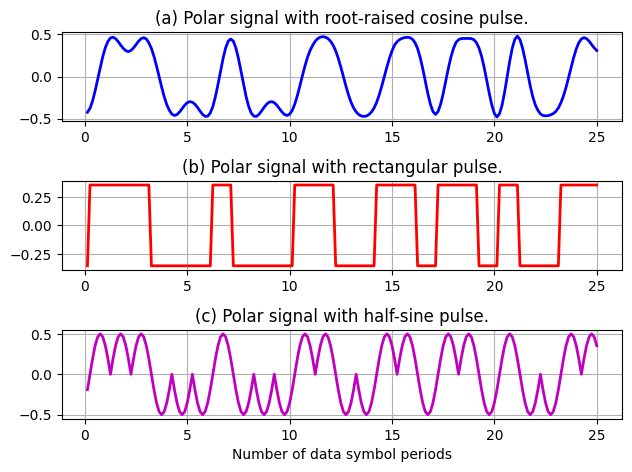 (a) Polar signal with root-raised cosine pulse.
0.5
0.0
−0.5
0 5 10 15 20 25
(b) Polar signal with rectangular pulse.
0.25
0.00
−0.25
0 5 10 15 20 25
(c) Polar signal with half-sine pulse.
0.5
0.0
−0.5
0 5 10 15 20 25
Number of data symbol periods